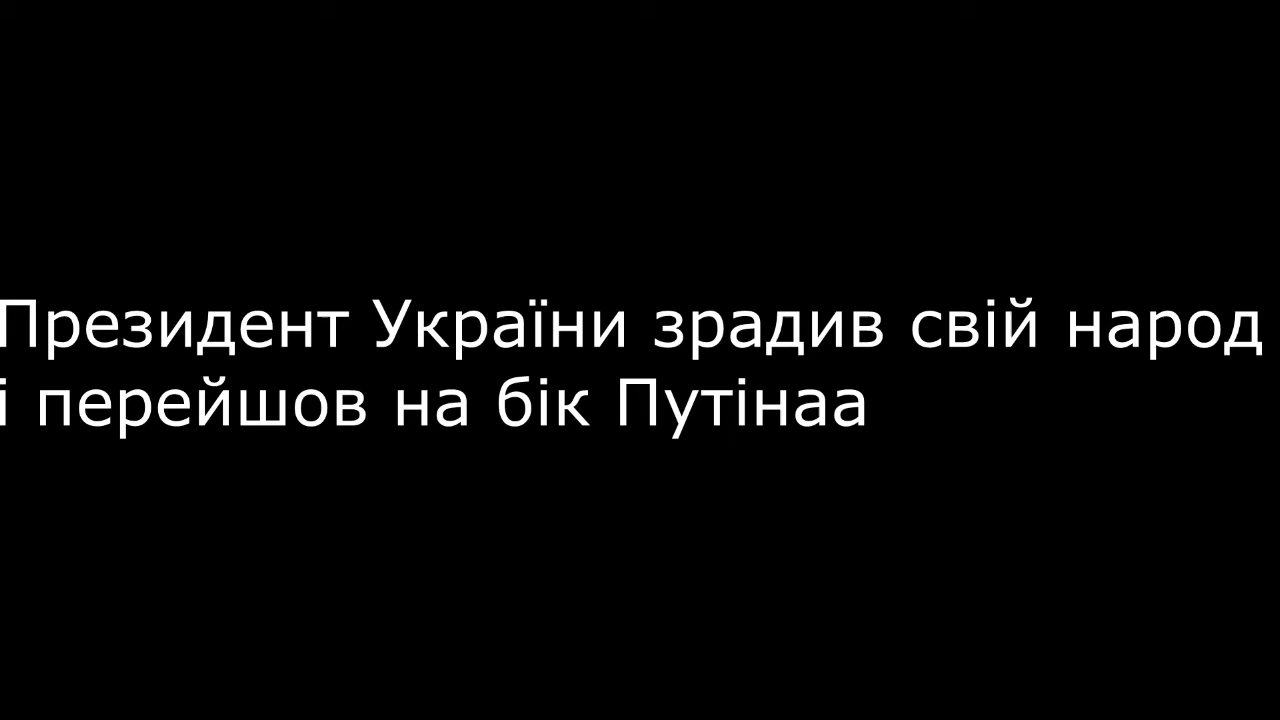 Президент України зрадив свій народ
і перейшов на бік Путінаа